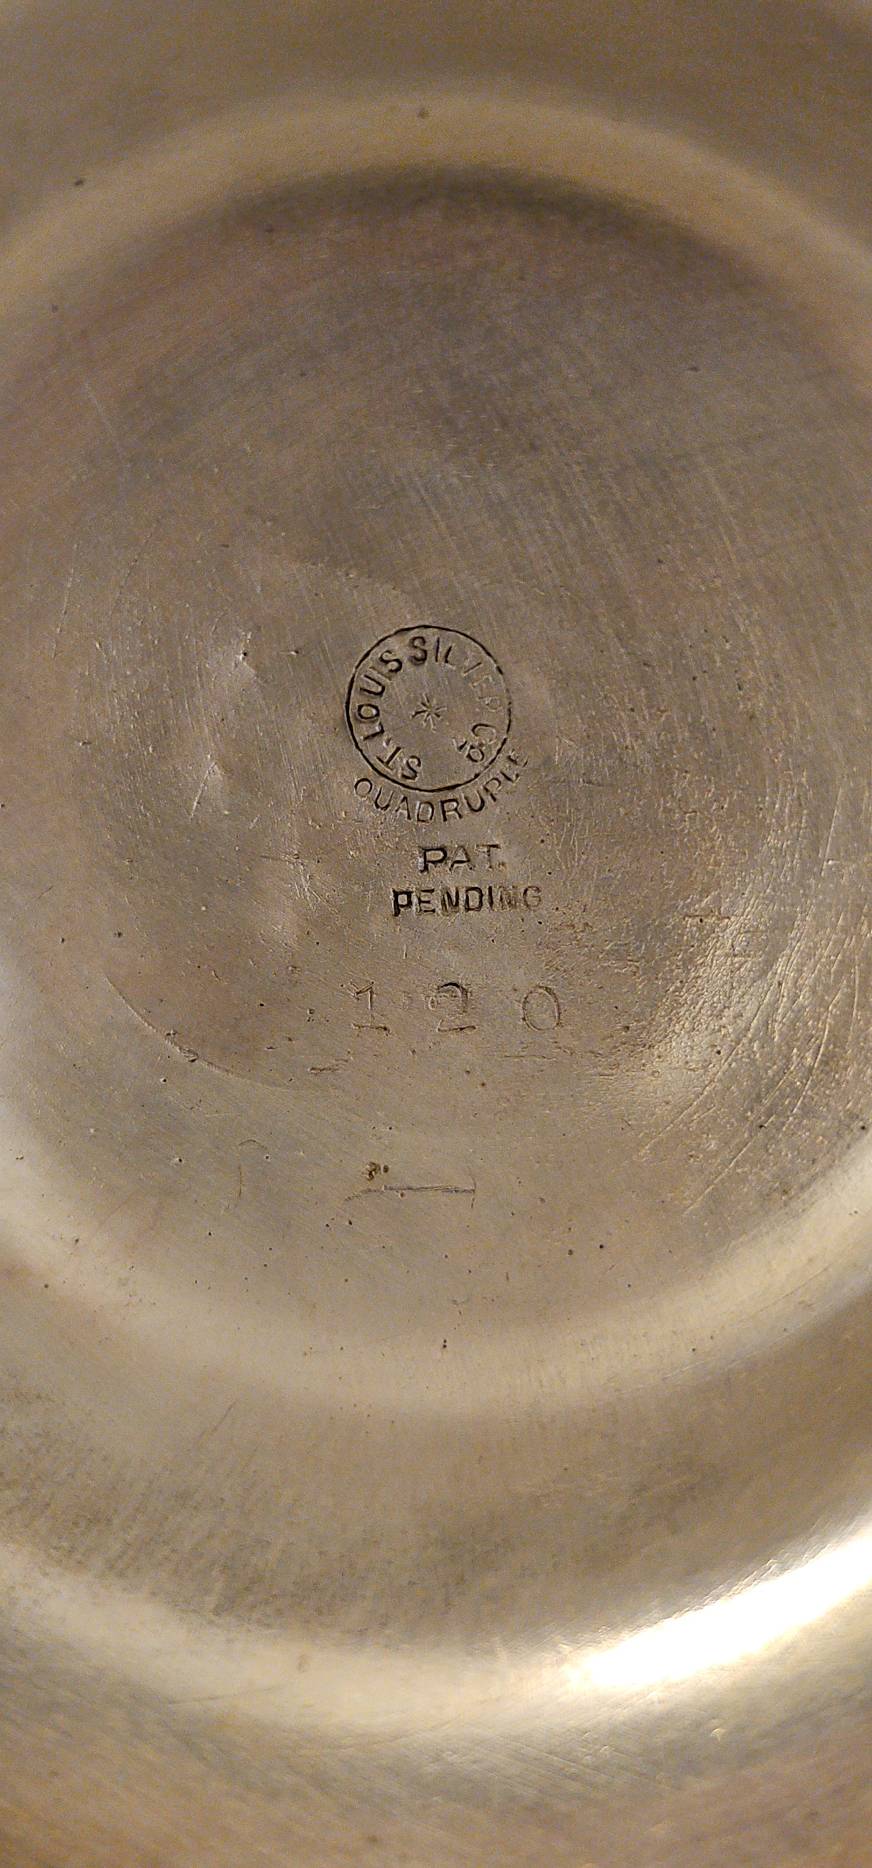 ST. LOUIS SILVER Co.
QUADRUPLE
PAT.
PENDING
120